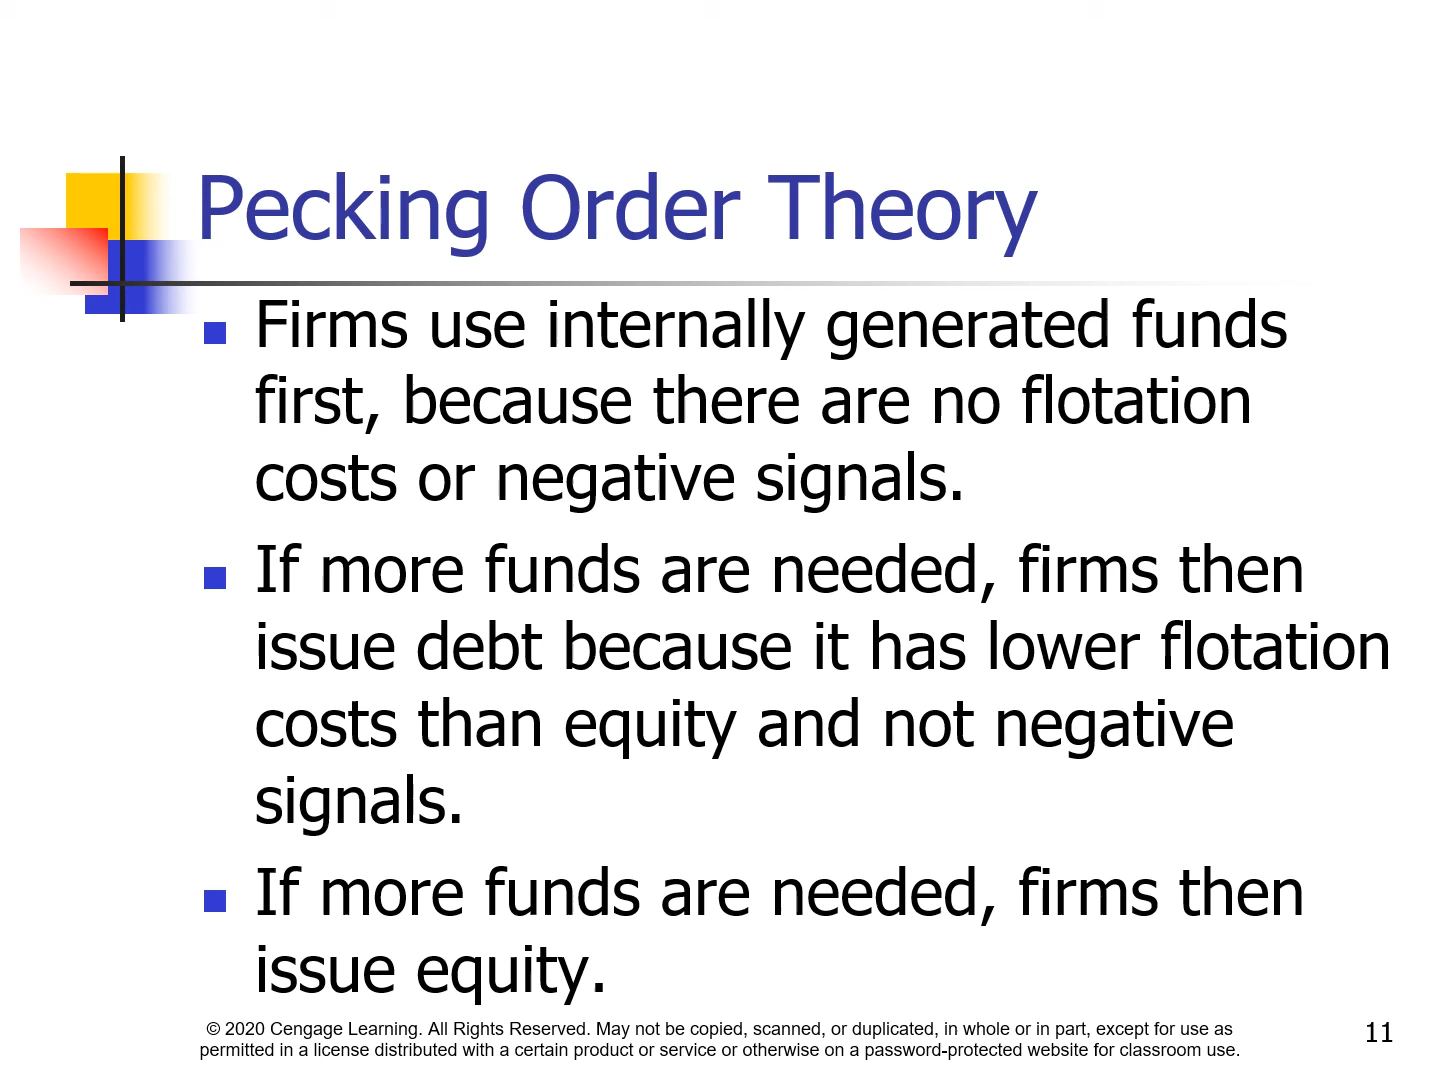 Pecking Order Theory
Firms use internally generated funds
first, because there are no flotation
costs or negative signals.
If more funds are needed, firms then
issue debt because it has lower flotation
costs than equity and not negative
signals.
If more funds are needed, firms then
issue equity.
© 2020 Cengage Learning. All Rights Reserved. May not be copied, scanned, or duplicated, in whole or in part, except for use as
permitted in a license distributed with a certain product or service or otherwise on a password-protected website for classroom use.
11